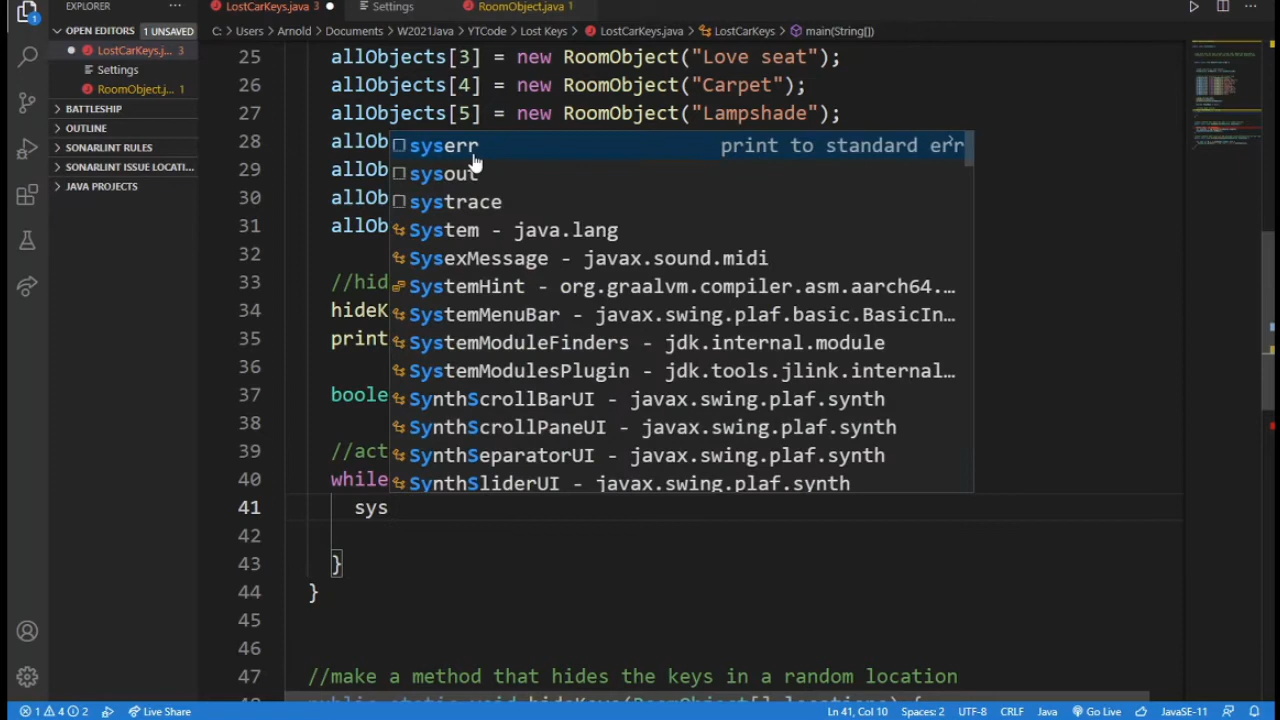 EXPLORER ··· LostCarKeys.java 3 ● Settings RoomObject.java 1 ···
OPEN EDITORS 1 UNSAVED
C: > Users > Arnold > Documents > W2021Java > YTCode > Lost Keys > LostCarKeys.java > LostCarKeys > main(String[])
LostCarKeys.j... 3
Settings
RoomObject.j... 1
BATTLESHIP
OUTLINE
SONARLINT RULES
SONARLINT ISSUE LOCATI...
JAVA PROJECTS
1
25 allObjects[3] = new RoomObject("Love seat");
26 allObjects[4] = new RoomObject("Carpet");
27 allObjects[5] = new RoomObject("Lampshade");
28 allOb
29 allOb
30 allOb
31 allOb
32
33 //hid
34 hideK
35 print
36
37 boole
38
39 //act
40 while
41 sys
42
43 }
44 }
45
46
47 //make a method that hides the keys in a random location
public static void hideKeys(RoomObject[] locations) {
syserr print to standard err
sysout
systrace
System - java.lang
SysexMessage - javax.sound.midi
SystemHint - org.graalvm.compiler.asm.aarch64.…
SystemMenuBar - javax.swing.plaf.basic.BasicIn…
SystemModuleFinders - jdk.internal.module
SystemModulesPlugin - jdk.tools.jlink.internal…
SynthScrollBarUI - javax.swing.plaf.synth
SynthScrollPaneUI - javax.swing.plaf.synth
SynthSeparatorUI - javax.swing.plaf.synth
SynthSliderUI - javax.swing.plaf.synth
1 4 2 Live Share Ln 41, Col 10 Spaces: 2 UTF-8 CRLF Java Go Live JavaSE-11